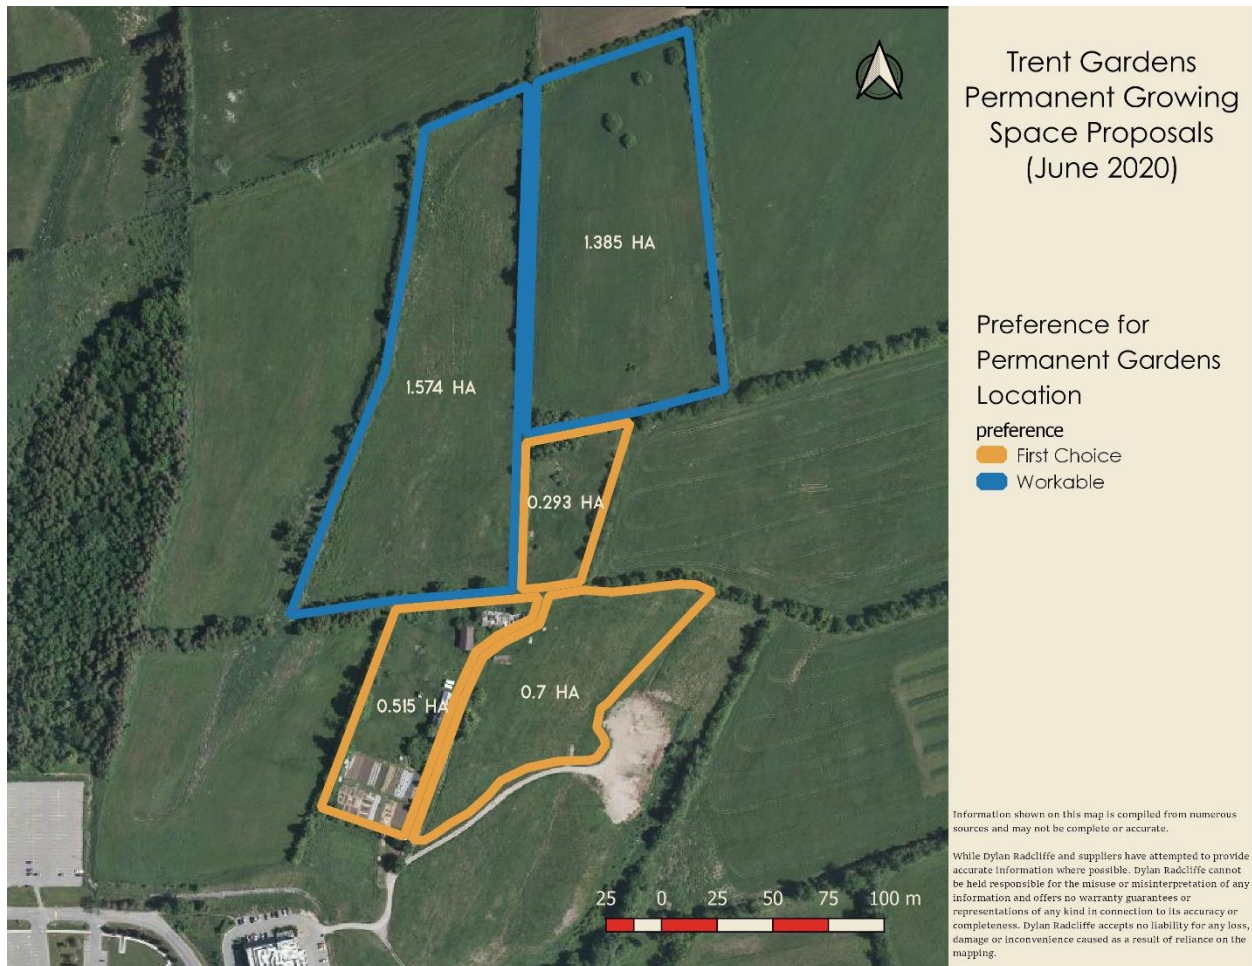 Trent Gardens
Permanent Growing
Space Proposals
(June 2020)
Preference for
Permanent Gardens
Location
preference
First Choice
Workable
1.385 HA
1.574 HA
0.293 HA
0.7 HA
0.515 HA
25 0 25 50 75 100 m
Information shown on this map is compiled from numerous
sources and may not be complete or accurate.
While Dylan Radcliffe and suppliers have attempted to provide
accurate information where possible. Dylan Radcliffe cannot
be held responsible for the misuse or misinterpretation of any
information and offers no warranty guarantees or
representations of any kind in connection to its accuracy or
completeness. Dylan Radcliffe accepts no liability for any loss,
damage or inconvenience caused as a result of reliance on the
mapping.